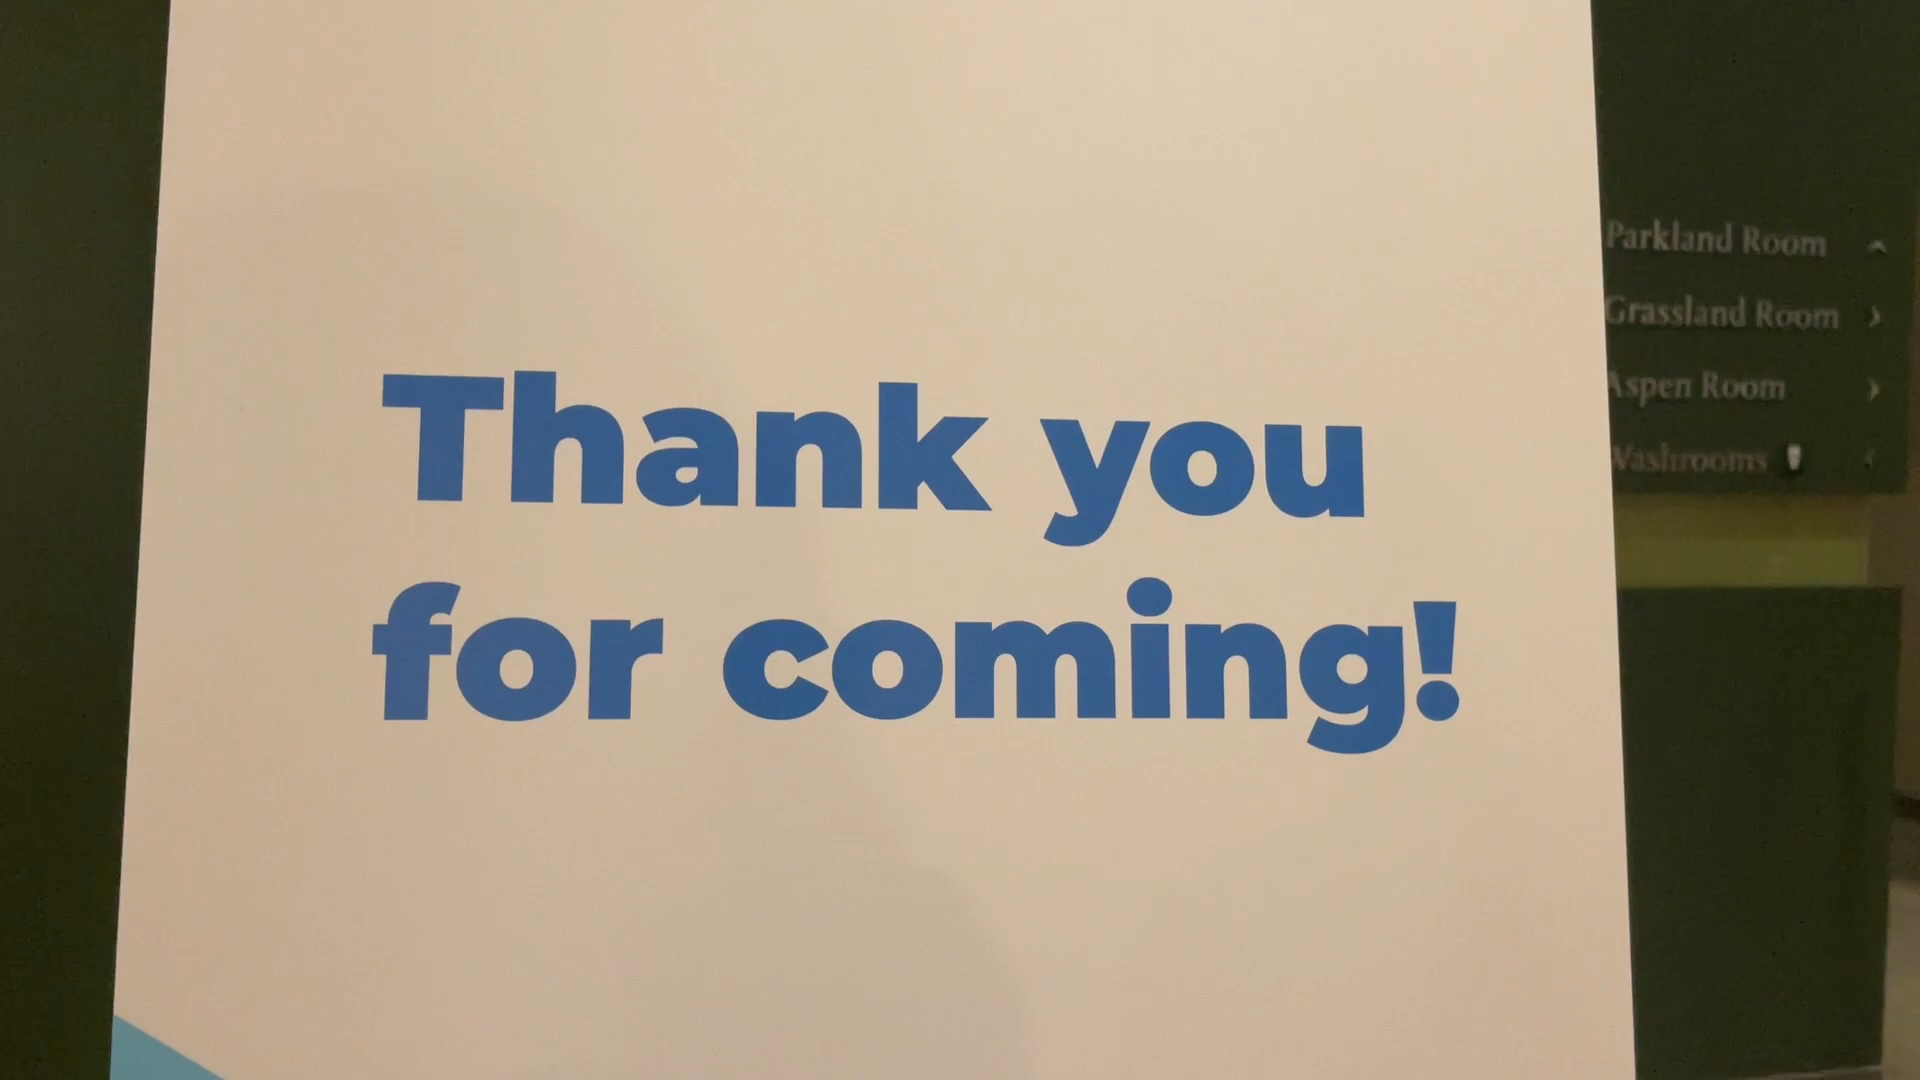 Thank you
for coming!
Parkland Room
Grassland Room
Aspen Room
Washrooms